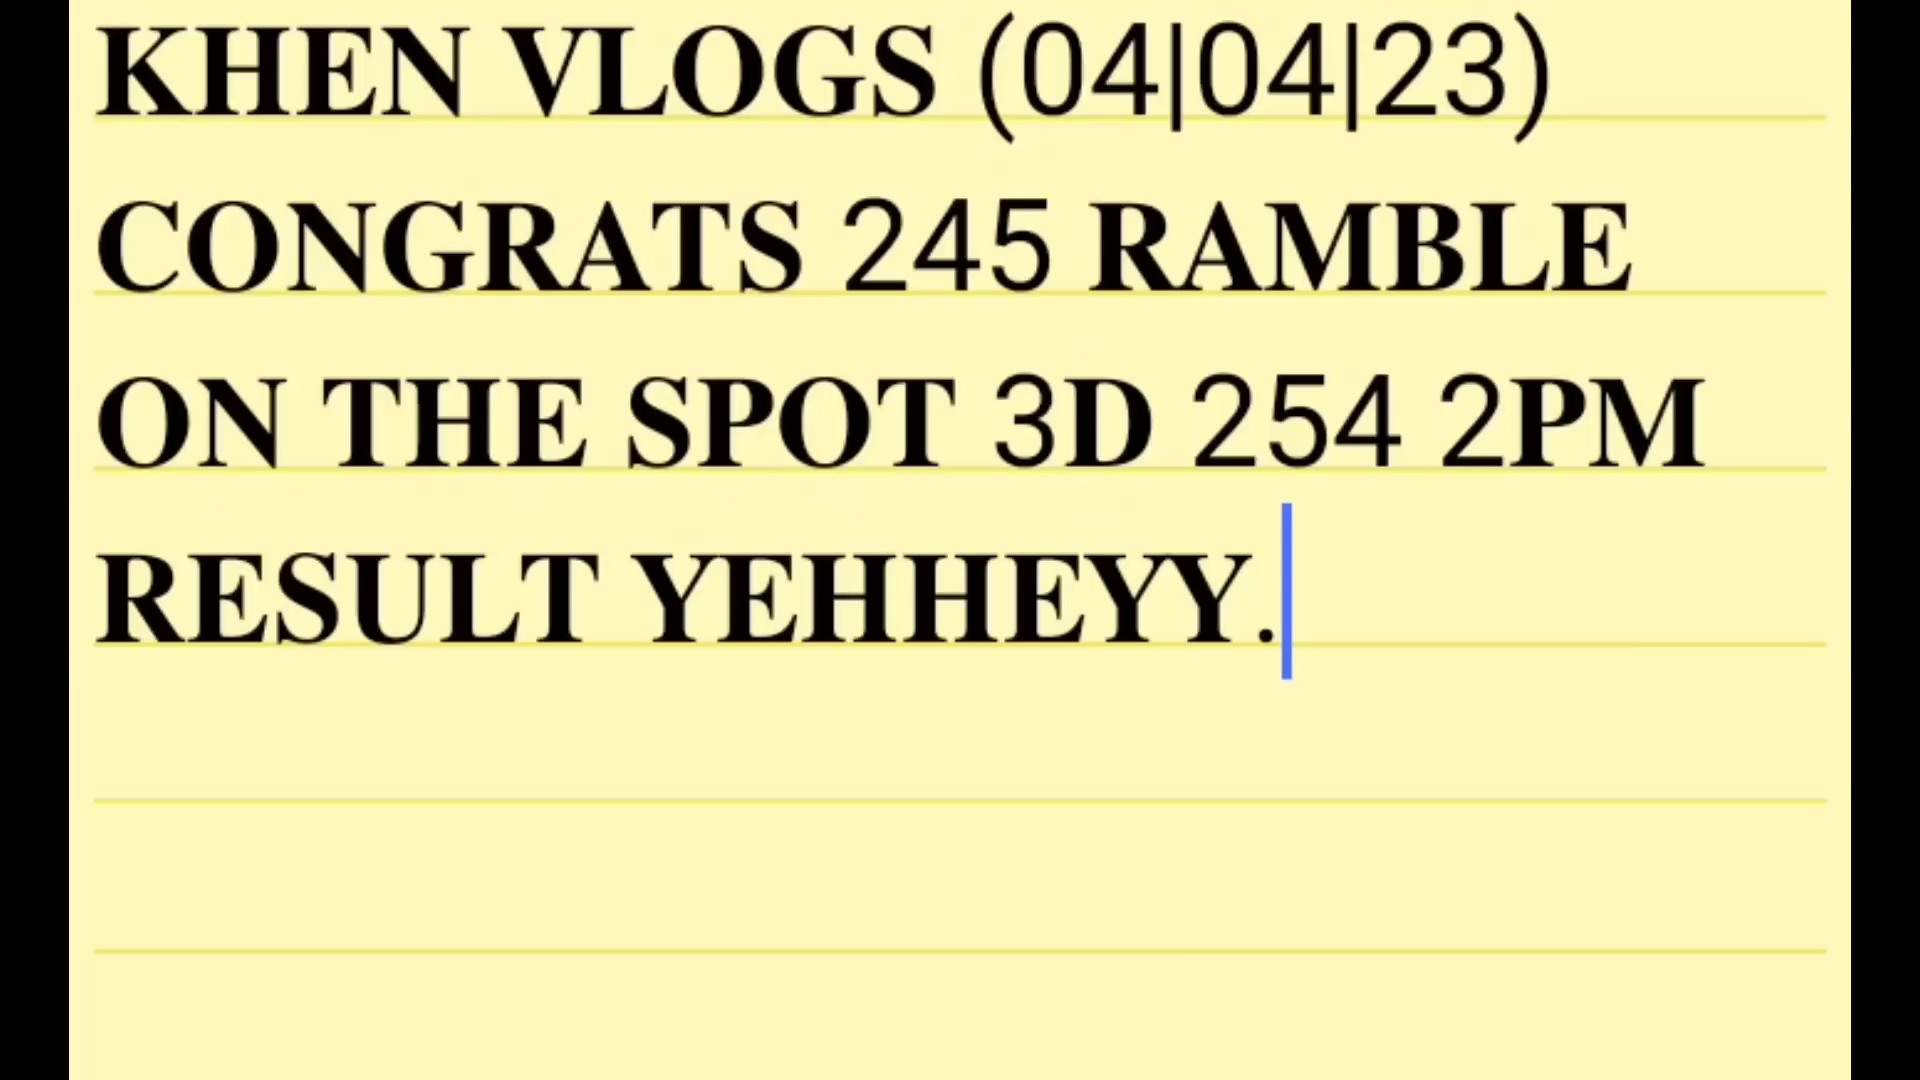 KHEN VLOGS (04|04|23)
CONGRATS 245 RAMBLE
ON THE SPOT 3D 254 2PM
RESULT YEHHEYY.